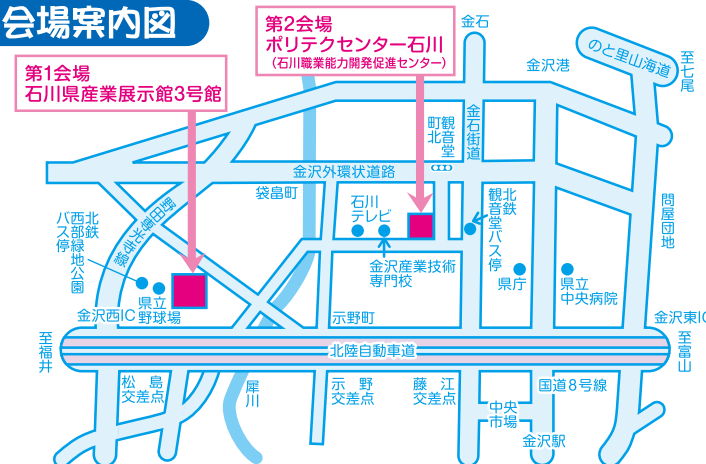 会場案内図
第2会場
ポリテクセンター石川
(石川職業能力開発促進センター)
第1会場
石川県産業展示館3号館
金石
金沢港
のと里山海道
至七尾
観音堂
町北
金石街道
金沢外環状道路
袋畠町
石川
テレビ
北鉄
観音堂バス停
問屋団地
北鉄
西部緑地公園
バス停
金沢産業技術
専門校
県庁
県立
中央病院
県立
野球場
金沢西IC
示野町
金沢東IC
至福井
北陸自動車道
至富山
松島
交差点
犀川
示野
交差点
藤江
交差点
国道8号線
中央
市場
金沢駅